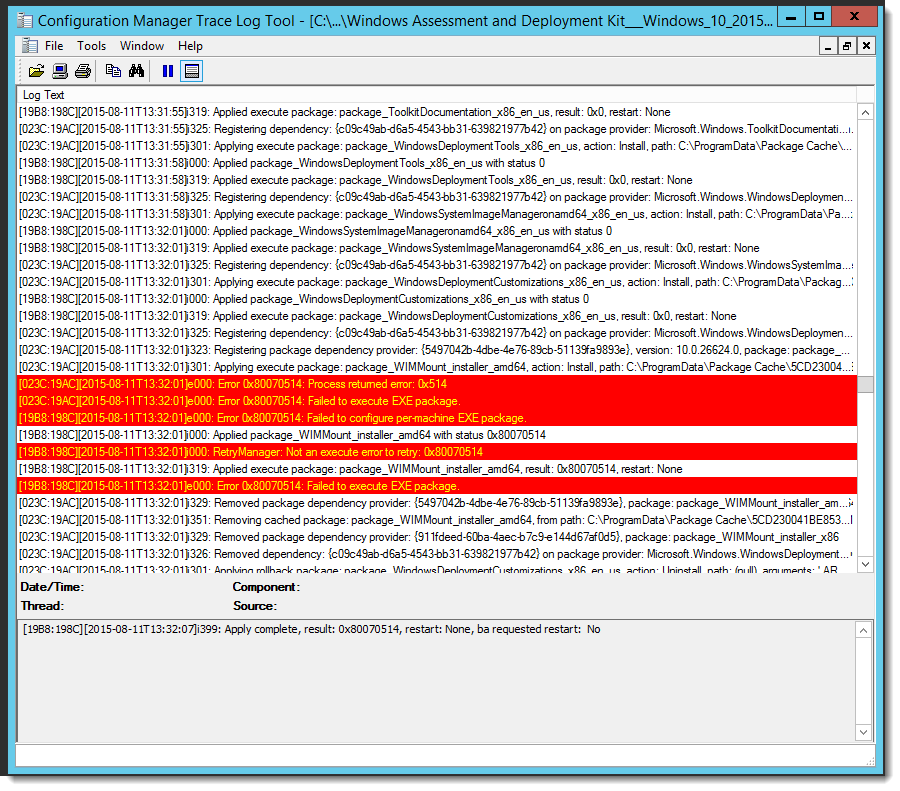 Configuration Manager Trace Log Tool - [C:\...\Windows Assessment and Deployment Kit___Windows_10_2015...
File Tools Window Help
Log Text
[19B8:198C][2015-08-11T13:31:55]i319: Applied execute package: package_ToolkitDocumentation_x86_en_us, result: 0x0, restart: None
[023C:19AC][2015-08-11T13:31:55]i325: Registering dependency: {c09c49ab-d6a5-4543-bb31-639821977b42} on package provider: Microsoft.Windows.ToolkitDocumentati...
[023C:19AC][2015-08-11T13:31:55]i301: Applying execute package: package_WindowsDeploymentTools_x86_en_us, action: Install, path: C:\ProgramData\Package Cache\...
[19B8:198C][2015-08-11T13:31:58]i000: Applied package_WindowsDeploymentTools_x86_en_us with status 0
[19B8:198C][2015-08-11T13:31:58]i319: Applied execute package: package_WindowsDeploymentTools_x86_en_us, result: 0x0, restart: None
[023C:19AC][2015-08-11T13:31:58]i325: Registering dependency: {c09c49ab-d6a5-4543-bb31-639821977b42} on package provider: Microsoft.Windows.WindowsDeploymen...
[023C:19AC][2015-08-11T13:31:58]i301: Applying execute package: package_WindowsSystemImageManageronamd64_x86_en_us, action: Install, path: C:\ProgramData\Pa...
[19B8:198C][2015-08-11T13:32:01]i000: Applied package_WindowsSystemImageManageronamd64_x86_en_us with status 0
[19B8:198C][2015-08-11T13:32:01]i319: Applied execute package: package_WindowsSystemImageManageronamd64_x86_en_us, result: 0x0, restart: None
[023C:19AC][2015-08-11T13:32:01]i325: Registering dependency: {c09c49ab-d6a5-4543-bb31-639821977b42} on package provider: Microsoft.Windows.WindowsSystemIma...
[023C:19AC][2015-08-11T13:32:01]i301: Applying execute package: package_WindowsDeploymentCustomizations_x86_en_us, action: Install, path: C:\ProgramData\Packag...
[19B8:198C][2015-08-11T13:32:01]i000: Applied package_WindowsDeploymentCustomizations_x86_en_us with status 0
[19B8:198C][2015-08-11T13:32:01]i319: Applied execute package: package_WindowsDeploymentCustomizations_x86_en_us, result: 0x0, restart: None
[023C:19AC][2015-08-11T13:32:01]i325: Registering dependency: {c09c49ab-d6a5-4543-bb31-639821977b42} on package provider: Microsoft.Windows.WindowsDeploymen...
[023C:19AC][2015-08-11T13:32:01]i323: Registering package dependency provider: {5497042b-4dbe-4e76-89cb-51139fa9893e}, version: 10.0.26624.0, package: package_...
[023C:19AC][2015-08-11T13:32:01]i301: Applying execute package: package_WIMMount_installer_amd64, action: Install, path: C:\ProgramData\Package Cache\5CD23004...
[023C:19AC][2015-08-11T13:32:01]e000: Error 0x80070514: Process returned error: 0x514
[023C:19AC][2015-08-11T13:32:01]e000: Error 0x80070514: Failed to execute EXE package.
[19B8:198C][2015-08-11T13:32:01]e000: Error 0x80070514: Failed to configure per-machine EXE package.
[19B8:198C][2015-08-11T13:32:01]i000: Applied package_WIMMount_installer_amd64 with status 0x80070514
[19B8:198C][2015-08-11T13:32:01]i000: RetryManager: Not an execute error to retry: 0x80070514
[19B8:198C][2015-08-11T13:32:01]i319: Applied execute package: package_WIMMount_installer_amd64, result: 0x80070514, restart: None
[19B8:198C][2015-08-11T13:32:01]e000: Error 0x80070514: Failed to execute EXE package.
[023C:19AC][2015-08-11T13:32:01]i329: Removed package dependency provider: {5497042b-4dbe-4e76-89cb-51139fa9893e}, package: package_WIMMount_installer_am...
[023C:19AC][2015-08-11T13:32:01]i351: Removing cached package: package_WIMMount_installer_amd64, from path: C:\ProgramData\Package Cache\5CD230041BE853...
[023C:19AC][2015-08-11T13:32:01]i329: Removed package dependency provider: {911fdeed-60ba-4aec-b7c9-e144d67af0d5}, package: package_WIMMount_installer_x86
[023C:19AC][2015-08-11T13:32:01]i326: Removed dependency: {c09c49ab-d6a5-4543-bb31-639821977b42} on package provider: Microsoft.Windows.WindowsDeployment...
[023C:19AC][2015-08-11T13:32:01]i301: Applying rollback package: package_WindowsDeploymentCustomizations_x86_en_us, action: Uninstall, path: (null), arguments: ' AR
Date/Time: Component:
Thread: Source:
[19B8:198C][2015-08-11T13:32:07]i399: Apply complete, result: 0x80070514, restart: None, ba requested restart: No